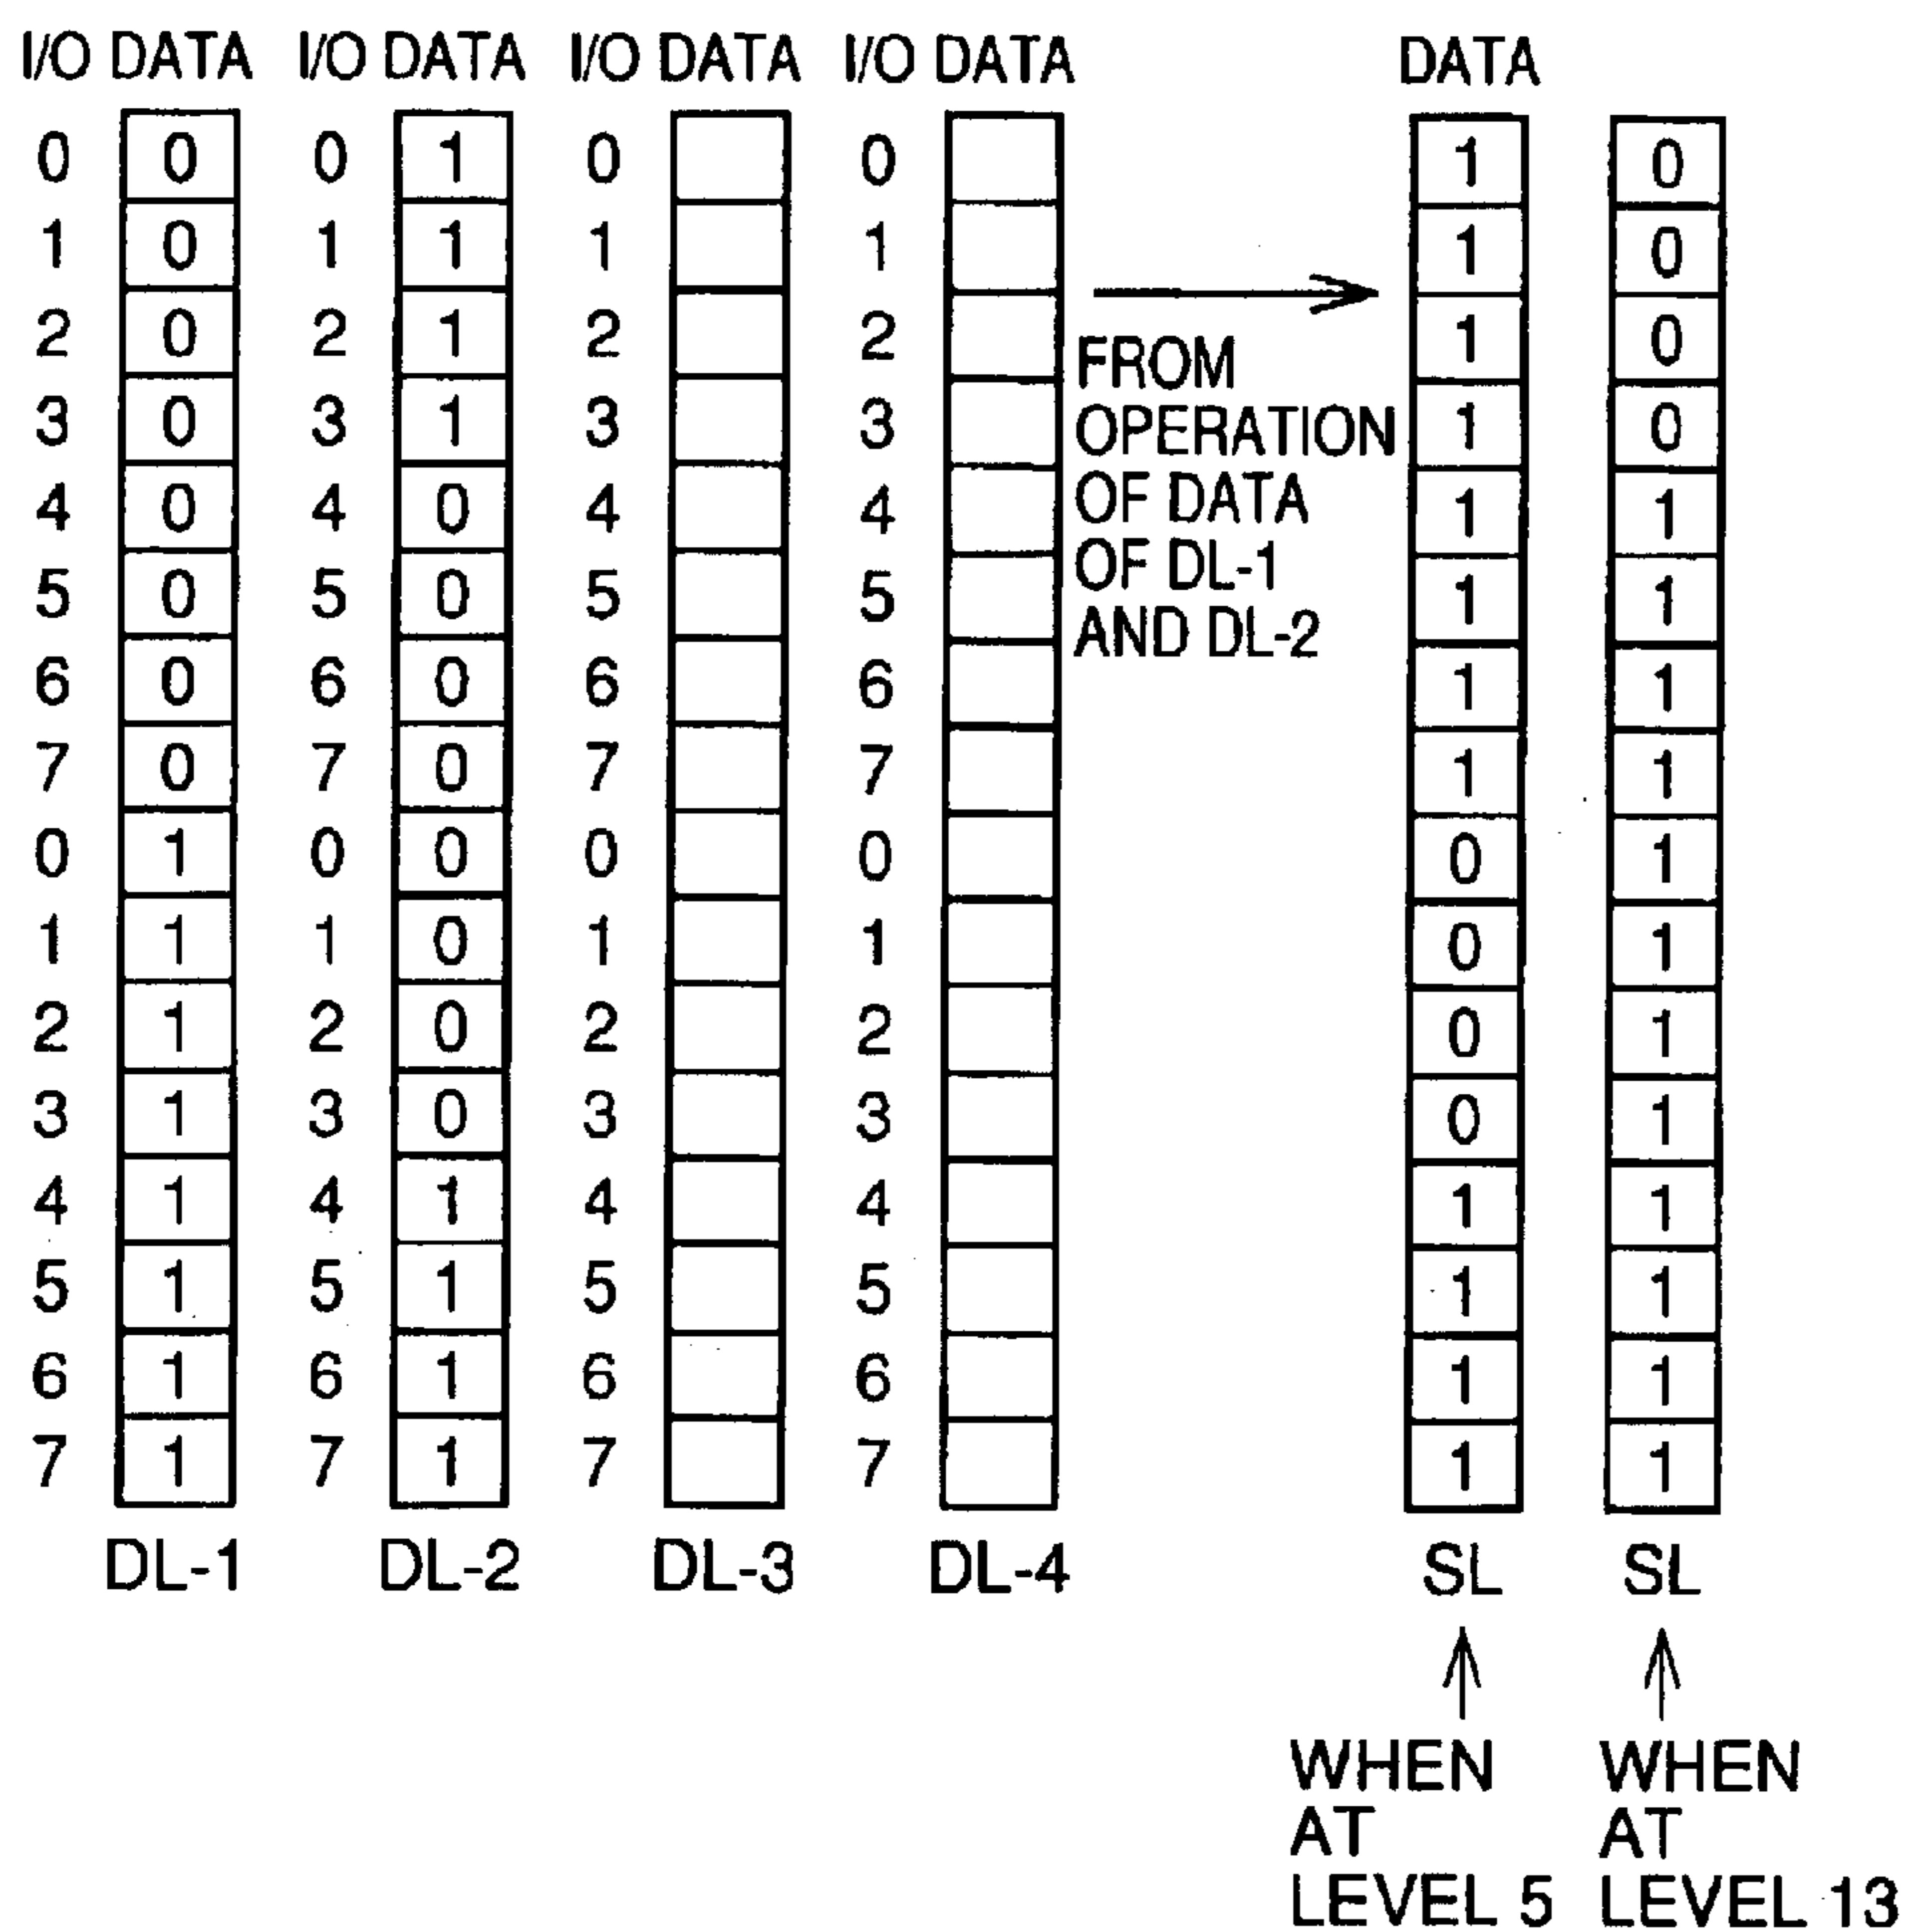 I/O DATA I/O DATA I/O DATA I/O DATA DATA
0 0 0 1 0 0 1 0
1 0 1 1 1 1 1 0
2 0 2 1 2 2 1 0
3 0 3 1 3 3 1 0
4 0 4 0 4 4 1 1
5 0 5 0 5 5 1 1
6 0 6 0 6 6 1 1
7 0 7 0 7 7 1 1
0 1 0 0 0 0 0 1
1 1 1 0 1 1 0 1
2 1 2 0 2 2 0 1
3 1 3 0 3 3 0 1
4 1 4 1 4 4 1 1
5 1 5 1 5 5 1 1
6 1 6 1 6 6 1 1
7 1 7 1 7 7 1 1
FROM
OPERATION
OF DATA
OF DL-1
AND DL-2
DL-1 DL-2 DL-3 DL-4 SL SL
WHEN
AT
LEVEL 5
WHEN
AT
LEVEL 13